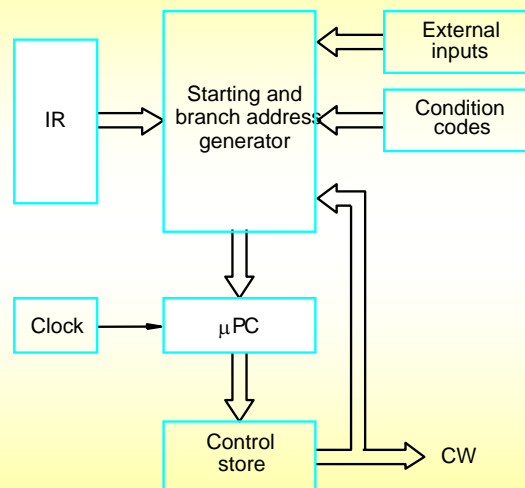 External
inputs
Starting and
branch address
generator
IR
Condition
codes
Clock
μPC
Control
store
CW